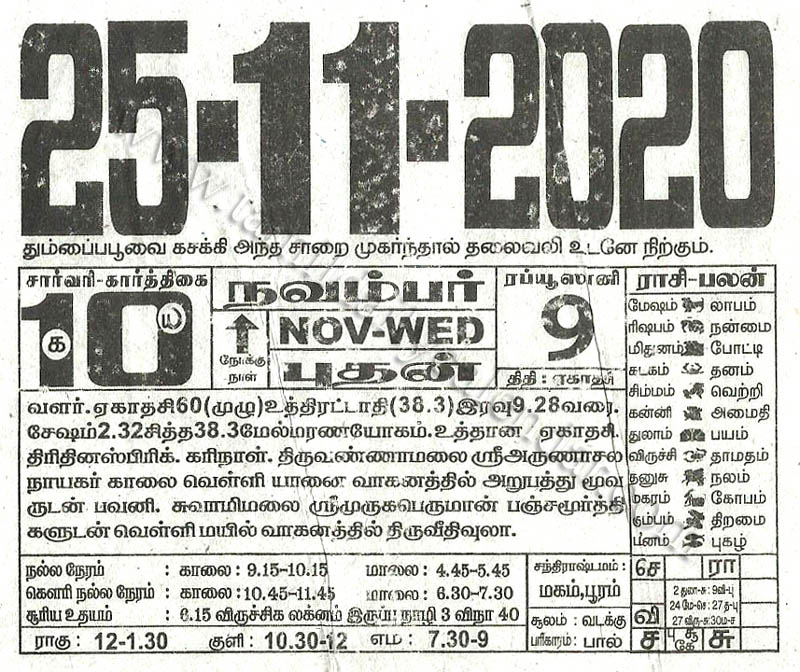 25-11-2020
தும்பைப்பூவை கசக்கி அந்த சாறை முகர்ந்தால் தலைவலி உடனே நிற்கும்.
சார்வரி-கார்த்திகை
10
க ய
நவம்பர்
NOV-WED
புதன்
நோக்கு
நாள்
ரப்யூஸானி
9
திதி : ஏகாதசி
வளர்.ஏகாதசி60(முழு)உத்திரட்டாதி(38.3)இரவு9.28வரை.
சேஷம்2.32சித்த38.3மேல்மரணயோகம்.உத்தான ஏகாதசி.
திரிதினஸ்பிரிக். கரிநாள். திருவண்ணாமலை ஸ்ரீஅருணாசல
நாயகர் காலை வெள்ளி யானை வாகனத்தில் அறுபத்து மூவ
ருடன் பவனி. சுவாமிமலை ஸ்ரீமுருகபெருமான் பஞ்சமூர்த்தி
களுடன் வெள்ளி மயில் வாகனத்தில் திருவீதிவுலா.
ராசி-பலன்
மேஷம் லாபம்
ரிஷபம் நன்மை
மிதுனம் போட்டி
கடகம் தனம்
சிம்மம் வெற்றி
கன்னி அமைதி
துலாம் பயம்
விருச்சி தாமதம்
தனுசு நலம்
மகரம் கோபம்
கும்பம் திறமை
மீனம் புகழ்
நல்ல நேரம் : காலை: 9.15-10.15 மாலை: 4.45-5.45
கௌரி நல்ல நேரம் : காலை: 10.45-11.45 மாலை: 6.30-7.30
சூரிய உதயம் : 6.15 விருச்சிக லக்னம் இருப்பு நாழி 3 விநா 40
ராகு: 12-1.30 குளி: 10.30-12 எம: 7.30-9
சந்திராஷ்டமம் :
மகம்,பூரம்
சூலம் : வடக்கு
பரிகாரம் : பால்
செ ரா
2 துலா-சு: 9வி-பு
24 மே-செ : 27 த-பு
27 விரு-சு: 30ம-ச
வி
ச பு சூ கே சு